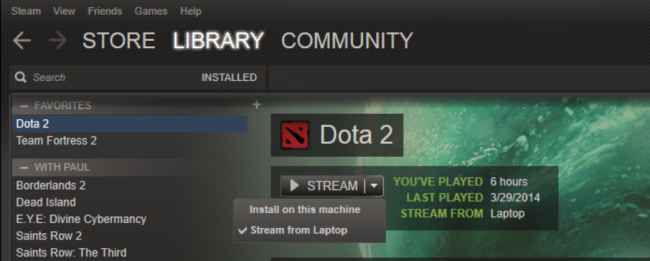 Steam View Friends Games Help
STORE LIBRARY COMMUNITY
Search INSTALLED
— FAVORITES +
Dota 2
Team Fortress 2
— WITH PAUL
Borderlands 2
Dead Island
E.Y.E: Divine Cybermancy
Saints Row 2
Saints Row: The Third
Dota 2
STREAM
YOU'VE PLAYED 6 hours
LAST PLAYED 3/29/2014
STREAM FROM Laptop
Install on this machine
Stream from Laptop